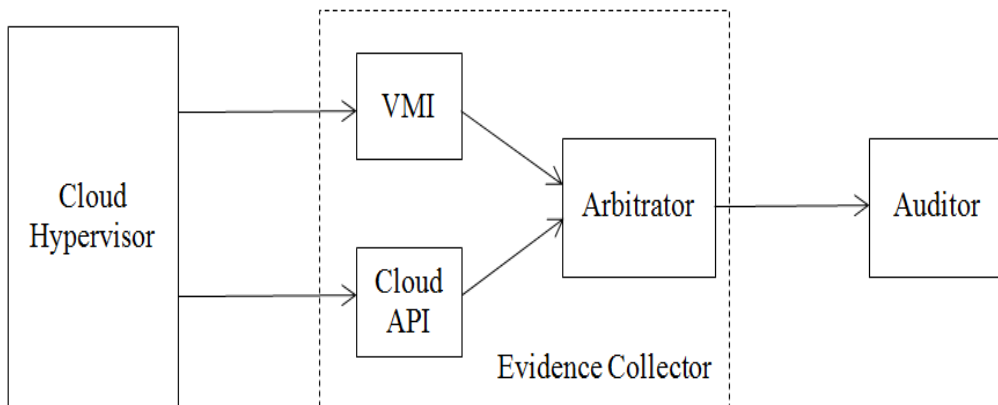 Cloud
Hypervisor
VMI
Cloud
API
Arbitrator
Evidence Collector
Auditor